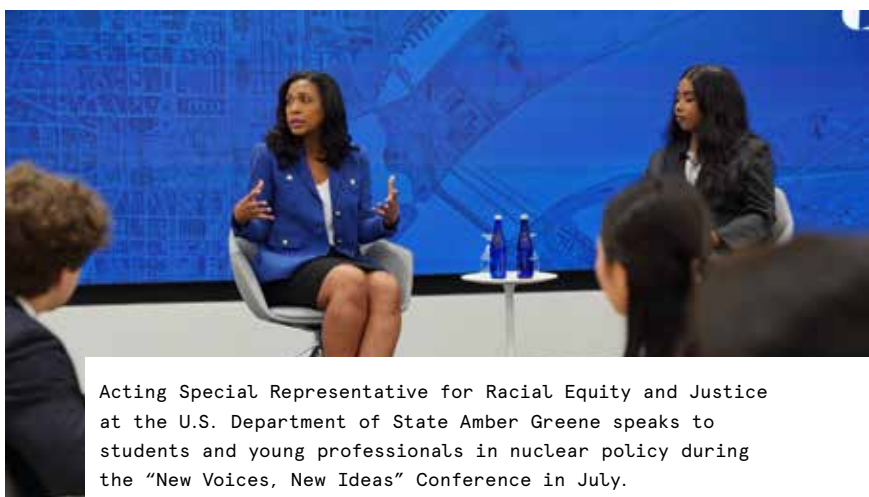 Acting Special Representative for Racial Equity and Justice
at the U.S. Department of State Amber Greene speaks to
students and young professionals in nuclear policy during
the “New Voices, New Ideas” Conference in July.